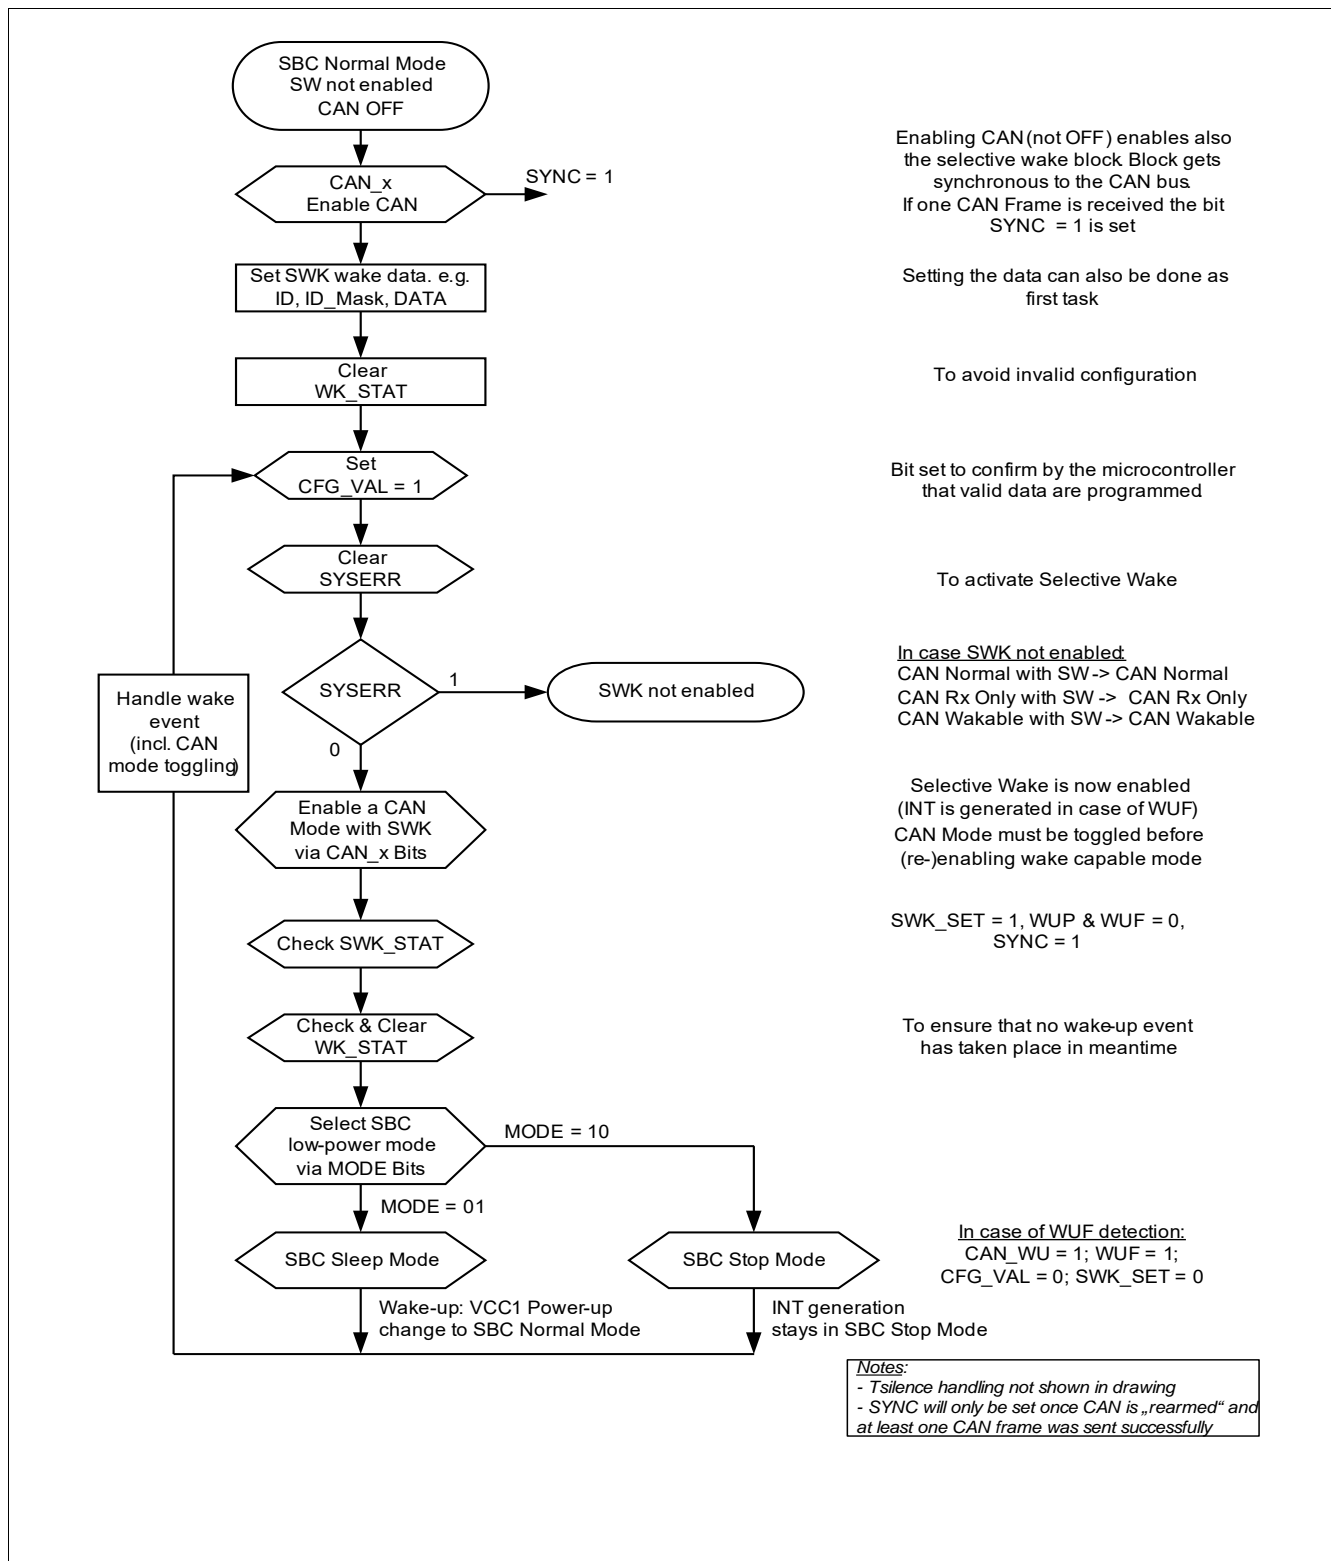 SBC Normal Mode
SW not enabled
CAN OFF
CAN_x
Enable CAN
SYNC = 1
Enabling CAN (not OFF) enables also
the selective wake block. Block gets
synchronous to the CAN bus.
If one CAN Frame is received the bit
SYNC = 1 is set
Set SWK wake data. e.g.
ID, ID_Mask, DATA
Setting the data can also be done as
first task
Clear
WK_STAT
To avoid invalid configuration
Set
CFG_VAL = 1
Bit set to confirm by the microcontroller
that valid data are programmed.
Clear
SYSERR
To activate Selective Wake
SYSERR
1
0
SWK not enabled
In case SWK not enabled:
CAN Normal with SW -> CAN Normal
CAN Rx Only with SW -> CAN Rx Only
CAN Wakable with SW -> CAN Wakable
Handle wake
event
(incl. CAN
mode toggling)
Enable a CAN
Mode with SWK
via CAN_x Bits
Selective Wake is now enabled
(INT is generated in case of WUF)
CAN Mode must be toggled before
(re-)enabling wake capable mode
Check SWK_STAT
SWK_SET = 1, WUP & WUF = 0,
SYNC = 1
Check & Clear
WK_STAT
To ensure that no wake-up event
has taken place in meantime
Select SBC
low-power mode
via MODE Bits
MODE = 10
MODE = 01
SBC Sleep Mode
SBC Stop Mode
In case of WUF detection:
CAN_WU = 1; WUF = 1;
CFG_VAL = 0; SWK_SET = 0
Wake-up: VCC1 Power-up
change to SBC Normal Mode
INT generation
stays in SBC Stop Mode
Notes:
- Tsilence handling not shown in drawing
- SYNC will only be set once CAN is „rearmed“ and
at least one CAN frame was sent successfully